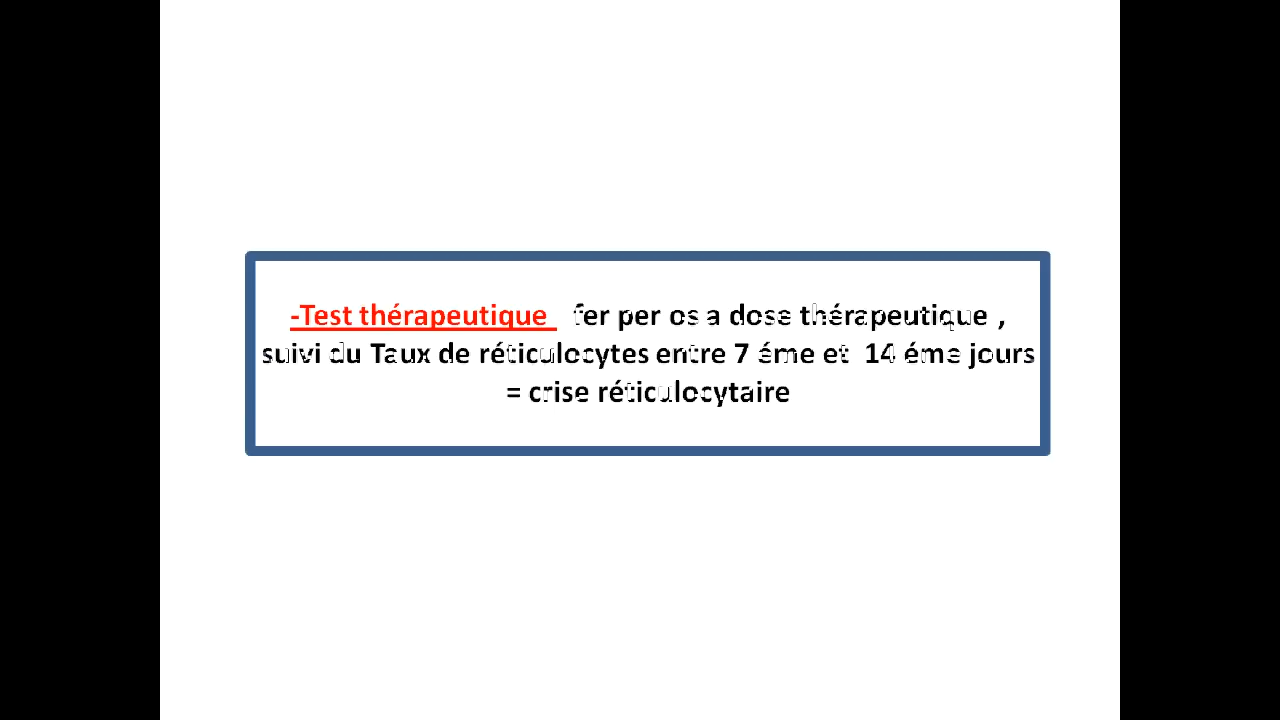 -Test thérapeutique fer per os a dose thérapeutique ,
suivi du Taux de réticulocytes entre 7 éme et 14 éme jours
= crise réticulocytaire